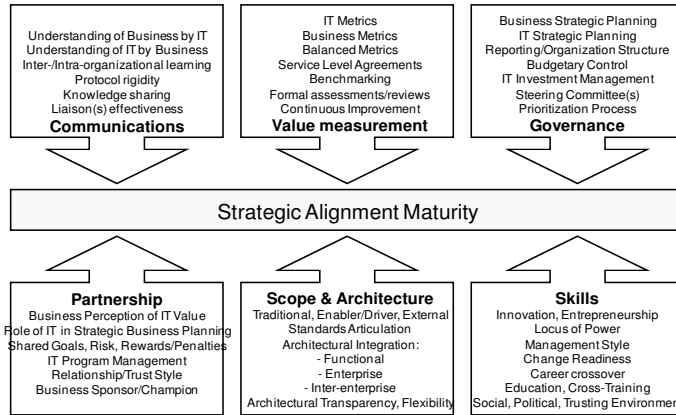 Understanding of Business by IT
Understanding of IT by Business
Inter-/Intra-organizational learning
Protocol rigidity
Knowledge sharing
Liaison(s) effectiveness
Communications
IT Metrics
Business Metrics
Balanced Metrics
Service Level Agreements
Benchmarking
Formal assessments/reviews
Continuous Improvement
Value measurement
Business Strategic Planning
IT Strategic Planning
Reporting/Organization Structure
Budgetary Control
IT Investment Management
Steering Committee(s)
Prioritization Process
Governance
Strategic Alignment Maturity
Partnership
Business Perception of IT Value
Role of IT in Strategic Business Planning
Shared Goals, Risk, Rewards/Penalties
IT Program Management
Relationship/Trust Style
Business Sponsor/Champion
Scope & Architecture
Traditional, Enabler/Driver, External
Standards Articulation
Architectural Integration:
- Functional
- Enterprise
- Inter-enterprise
Architectural Transparency, Flexibility
Skills
Innovation, Entrepreneurship
Locus of Power
Management Style
Change Readiness
Career crossover
Education, Cross-Training
Social, Political, Trusting Environment